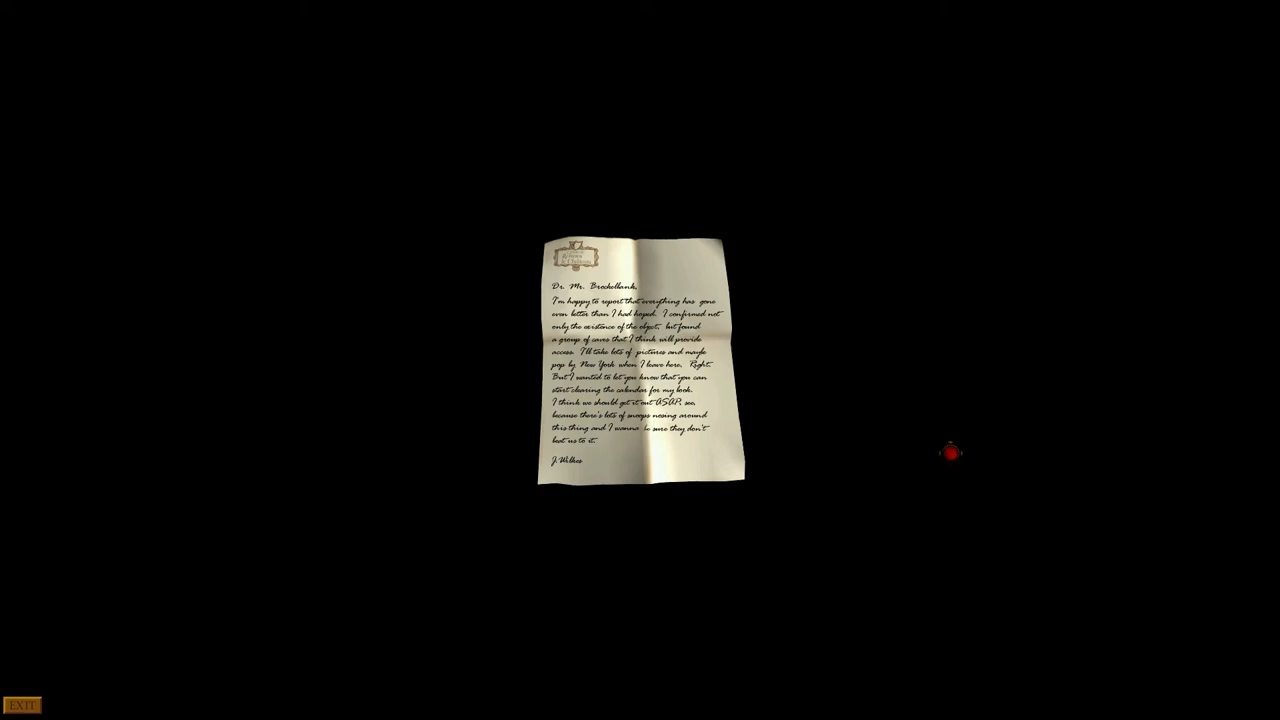 Dr. Mr. Brockelbank,
I'm happy to report that everything has gone
even better than I had hoped. I confirmed not
only the existence of the object, but found
a group of caves that I think will provide
access. I'll take lots of pictures and maybe
pop by New York when I leave here. Right.
But I wanted to let you know that you can
start clearing the calendar for my book.
I think we should get it out ASAP, see,
because there's lots of snoops nosing around
this thing and I wanna be sure they don't
beat us to it.
J. Wilkes
EXIT